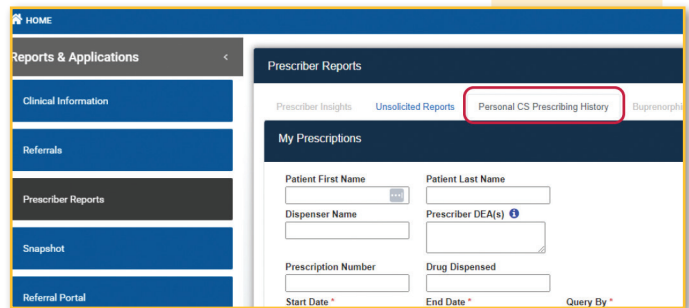 HOME
Reports & Applications <
Clinical Information
Referrals
Prescriber Reports
Snapshot
Referral Portal
Prescriber Reports
Prescriber Insights Unsolicited Reports Personal CS Prescribing History Buprenorphi
My Prescriptions
Patient First Name Patient Last Name
Dispenser Name Prescriber DEA(s)
Prescription Number Drug Dispensed
Start Date * End Date * Query By *